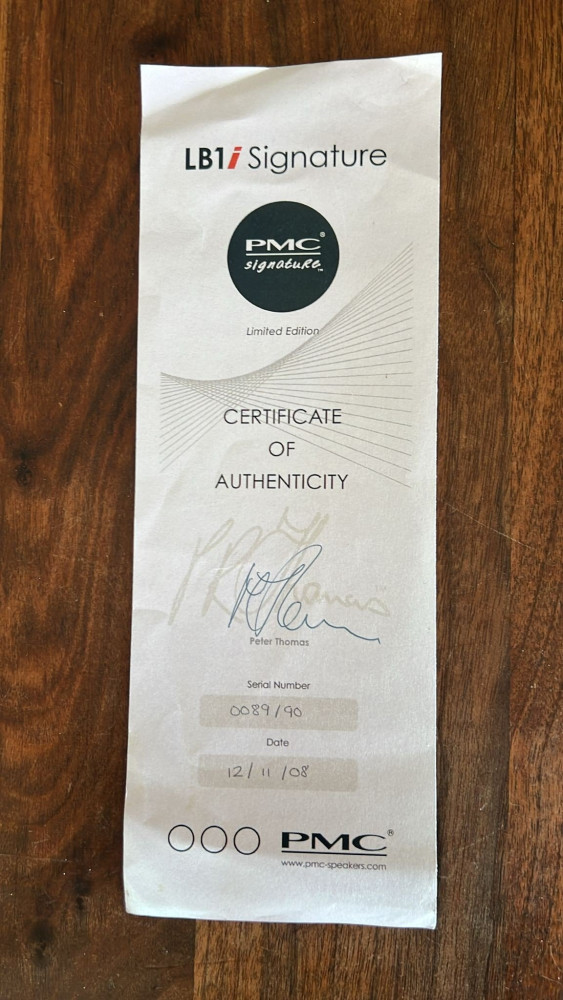 LB1i Signature
PMC®
signature™
Limited Edition
CERTIFICATE
OF
AUTHENTICITY
Peter Thomas
Serial Number
0089/90
Date
12/11/08
PMC®
www.pmc-speakers.com